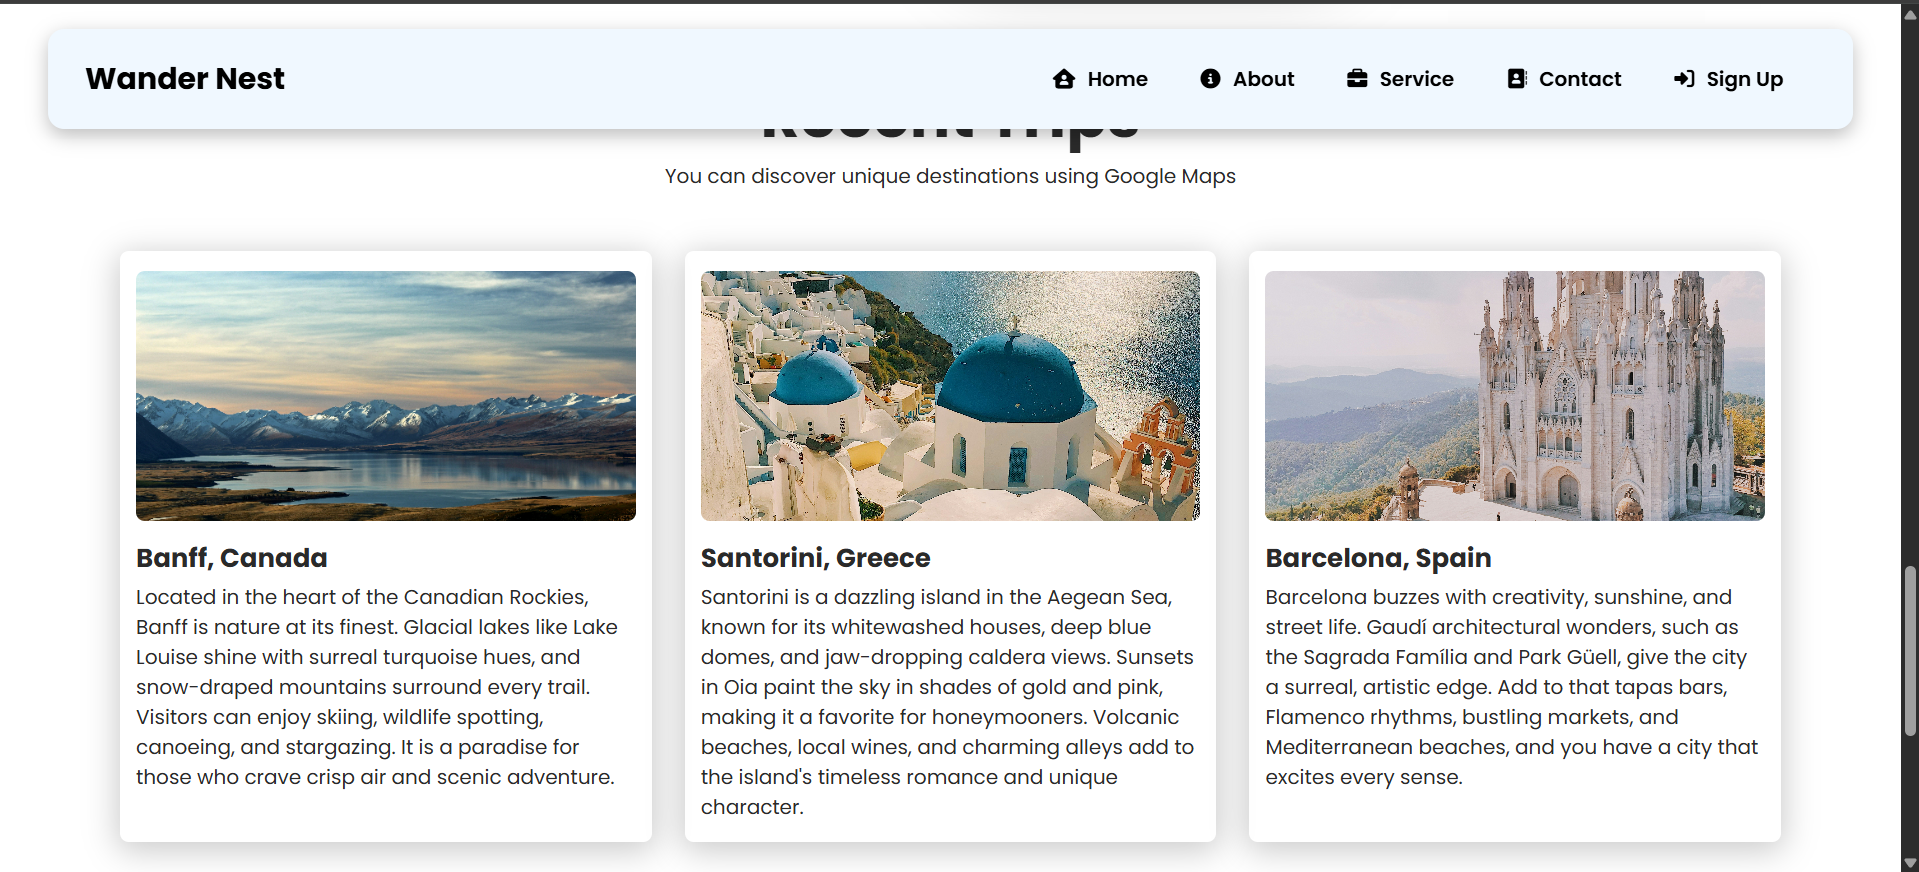 Wander Nest
Home
About
Service
Contact
Sign Up
Recent Trips
You can discover unique destinations using Google Maps
Banff, Canada
Located in the heart of the Canadian Rockies,
Banff is nature at its finest. Glacial lakes like Lake
Louise shine with surreal turquoise hues, and
snow-draped mountains surround every trail.
Visitors can enjoy skiing, wildlife spotting,
canoeing, and stargazing. It is a paradise for
those who crave crisp air and scenic adventure.
Santorini, Greece
Santorini is a dazzling island in the Aegean Sea,
known for its whitewashed houses, deep blue
domes, and jaw-dropping caldera views. Sunsets
in Oia paint the sky in shades of gold and pink,
making it a favorite for honeymooners. Volcanic
beaches, local wines, and charming alleys add to
the island's timeless romance and unique
character.
Barcelona, Spain
Barcelona buzzes with creativity, sunshine, and
street life. Gaudí architectural wonders, such as
the Sagrada Família and Park Güell, give the city
a surreal, artistic edge. Add to that tapas bars,
Flamenco rhythms, bustling markets, and
Mediterranean beaches, and you have a city that
excites every sense.